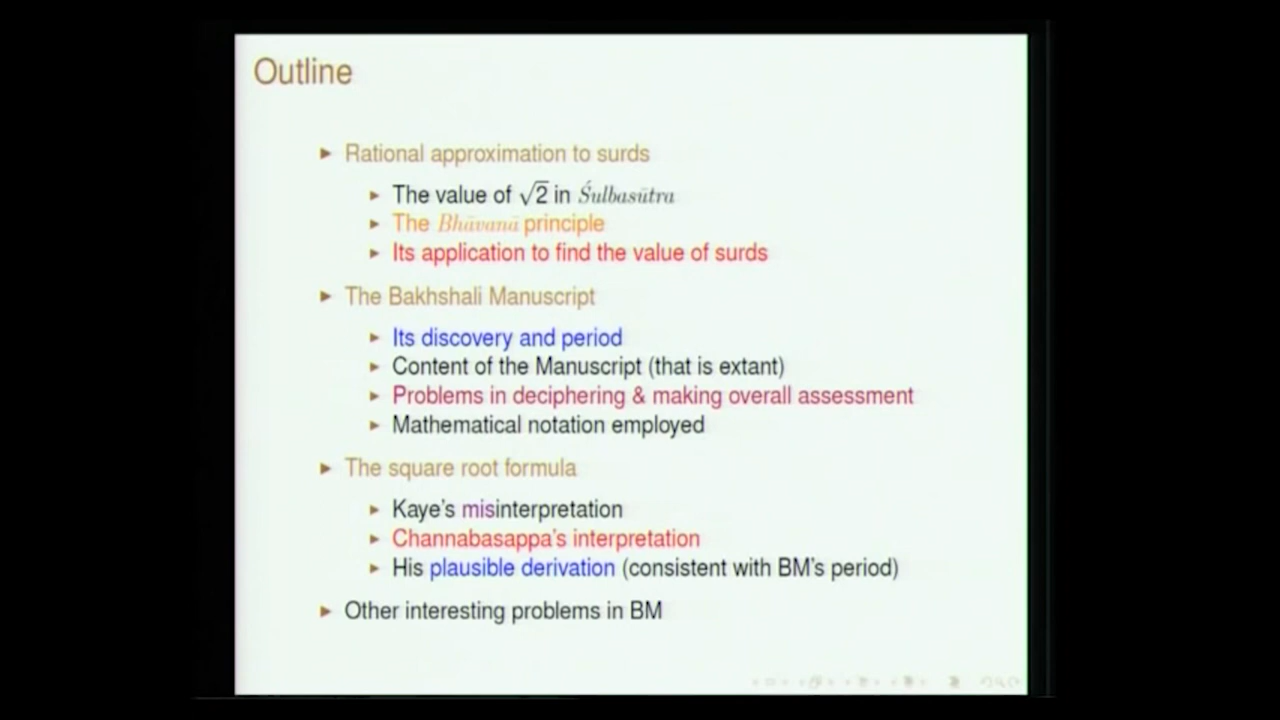 Outline
▶ Rational approximation to surds
▶ The value of √2 in Śulbasūtra
▶ The Bhāvanā principle
▶ Its application to find the value of surds
▶ The Bakhshali Manuscript
▶ Its discovery and period
▶ Content of the Manuscript (that is extant)
▶ Problems in deciphering & making overall assessment
▶ Mathematical notation employed
▶ The square root formula
▶ Kaye's misinterpretation
▶ Channabasappa's interpretation
▶ His plausible derivation (consistent with BM's period)
▶ Other interesting problems in BM